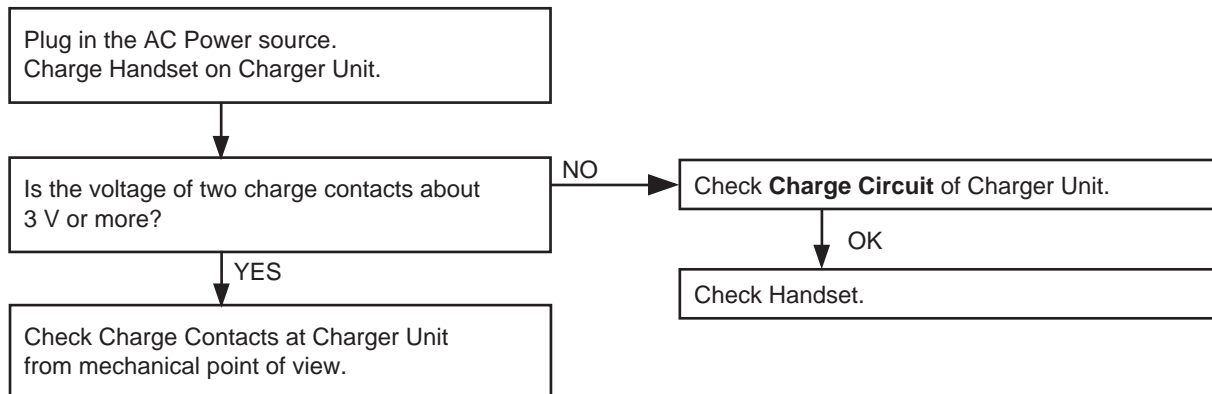 Plug in the AC Power source.
Charge Handset on Charger Unit.
Is the voltage of two charge contacts about
3 V or more?
NO
Check Charge Circuit of Charger Unit.
OK
Check Handset.
YES
Check Charge Contacts at Charger Unit
from mechanical point of view.